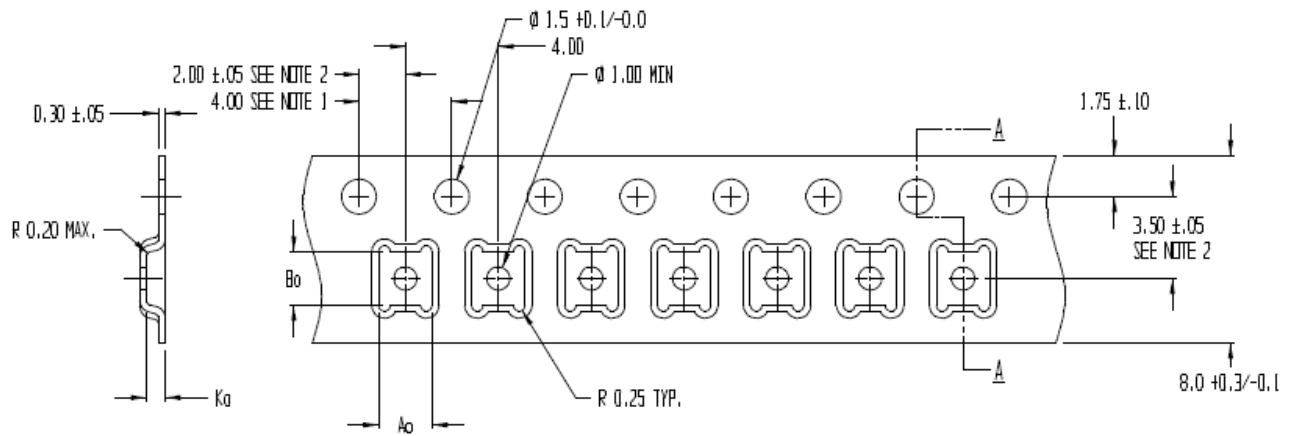 Ø 1.5 +0.1/-0.0
4.00
2.00 ±.05 SEE NOTE 2
Ø 1.00 MIN
4.00 SEE NOTE 1
0.30 ±.05
1.75 ±.10
A
R 0.20 MAX.
3.50 ±.05
SEE NOTE 2
Bo
A
R 0.25 TYP.
8.0 +0.3/-0.1
Ko
Ao